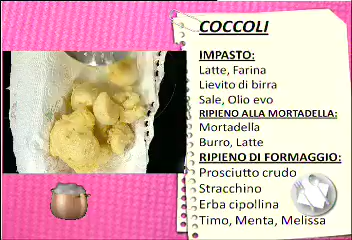 COCCOLI
IMPASTO:
Latte, Farina
Lievito di birra
Sale, Olio evo
RIPIENO ALLA MORTADELLA:
Mortadella
Burro, Latte
RIPIENO DI FORMAGGIO:
Prosciutto crudo
Stracchino
Erba cipollina
Timo, Menta, Melissa